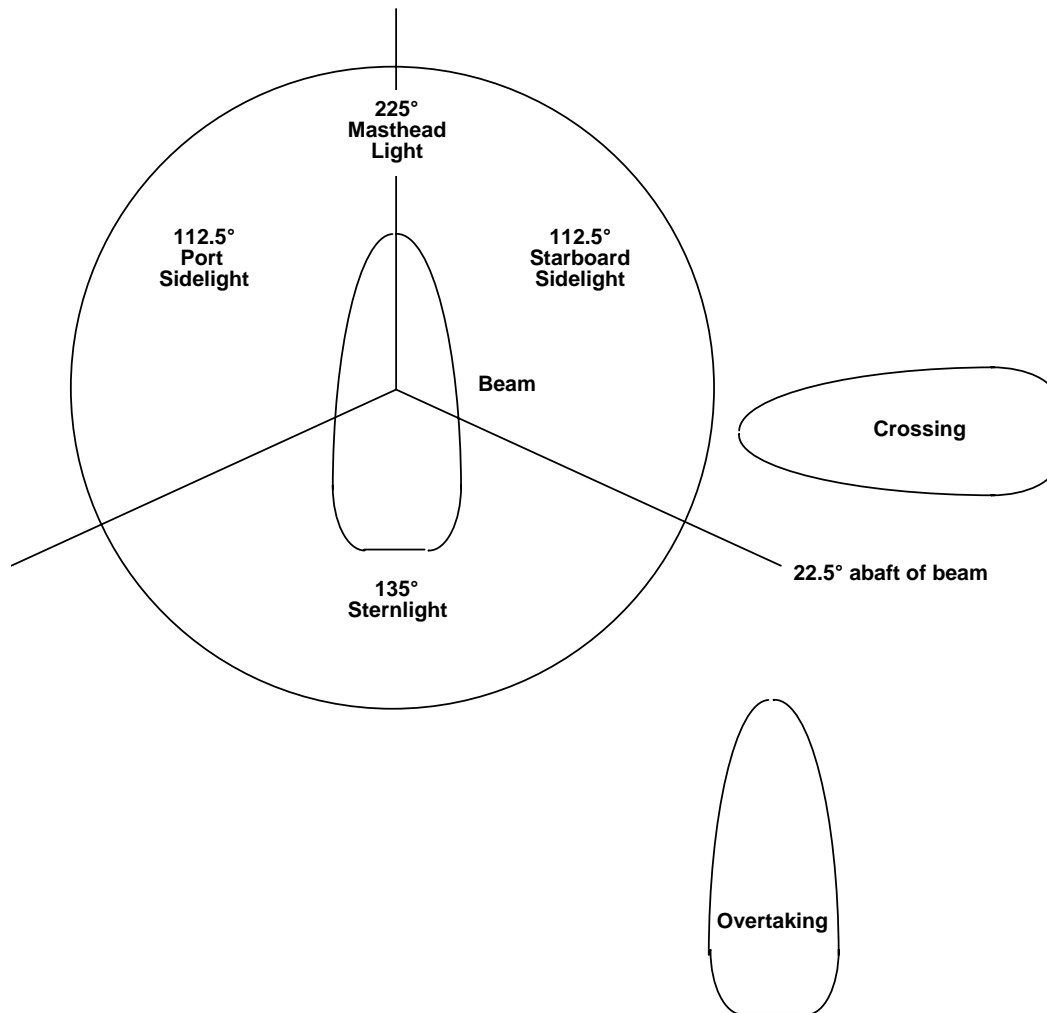 225°
Masthead
Light
112.5°
Port
Sidelight
112.5°
Starboard
Sidelight
Beam
Crossing
22.5° abaft of beam
135°
Sternlight
Overtaking